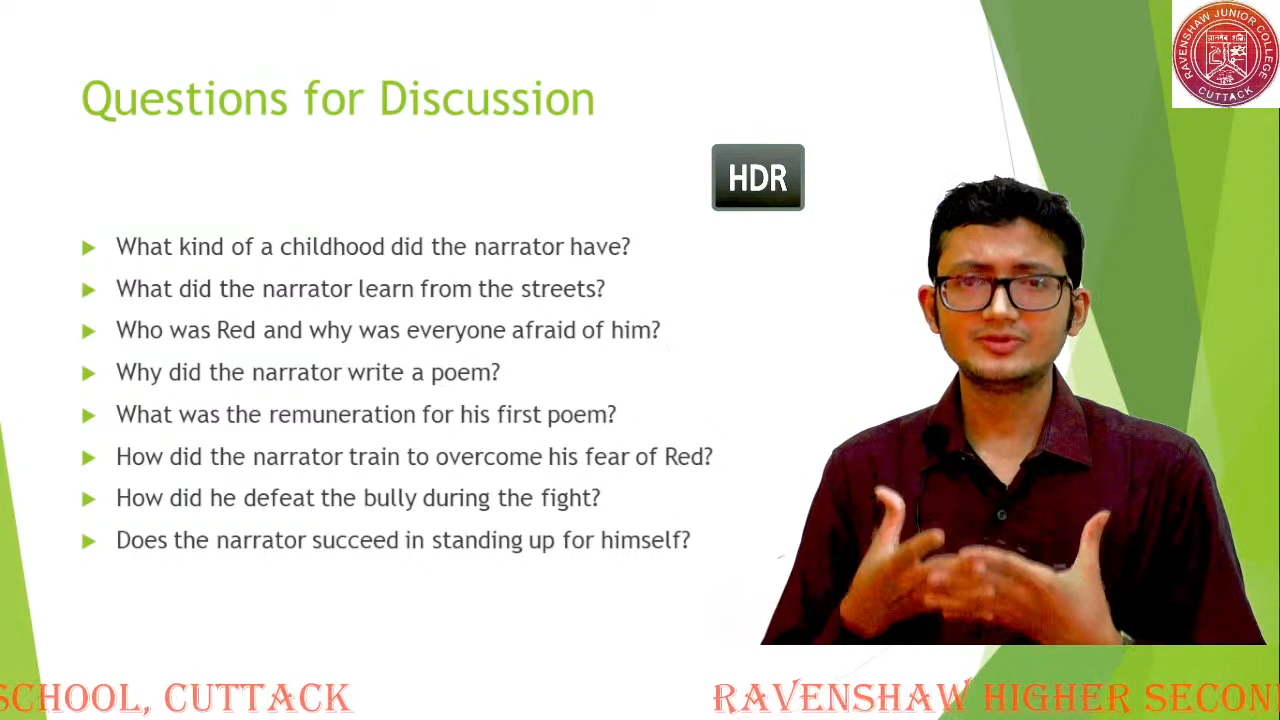 RAVENSHAW JUNIOR COLLEGE
CUTTACK
Questions for Discussion
HDR
What kind of a childhood did the narrator have?
What did the narrator learn from the streets?
Who was Red and why was everyone afraid of him?
Why did the narrator write a poem?
What was the remuneration for his first poem?
How did the narrator train to overcome his fear of Red?
How did he defeat the bully during the fight?
Does the narrator succeed in standing up for himself?
SCHOOL, CUTTACK
RAVENSHAW HIGHER SECON